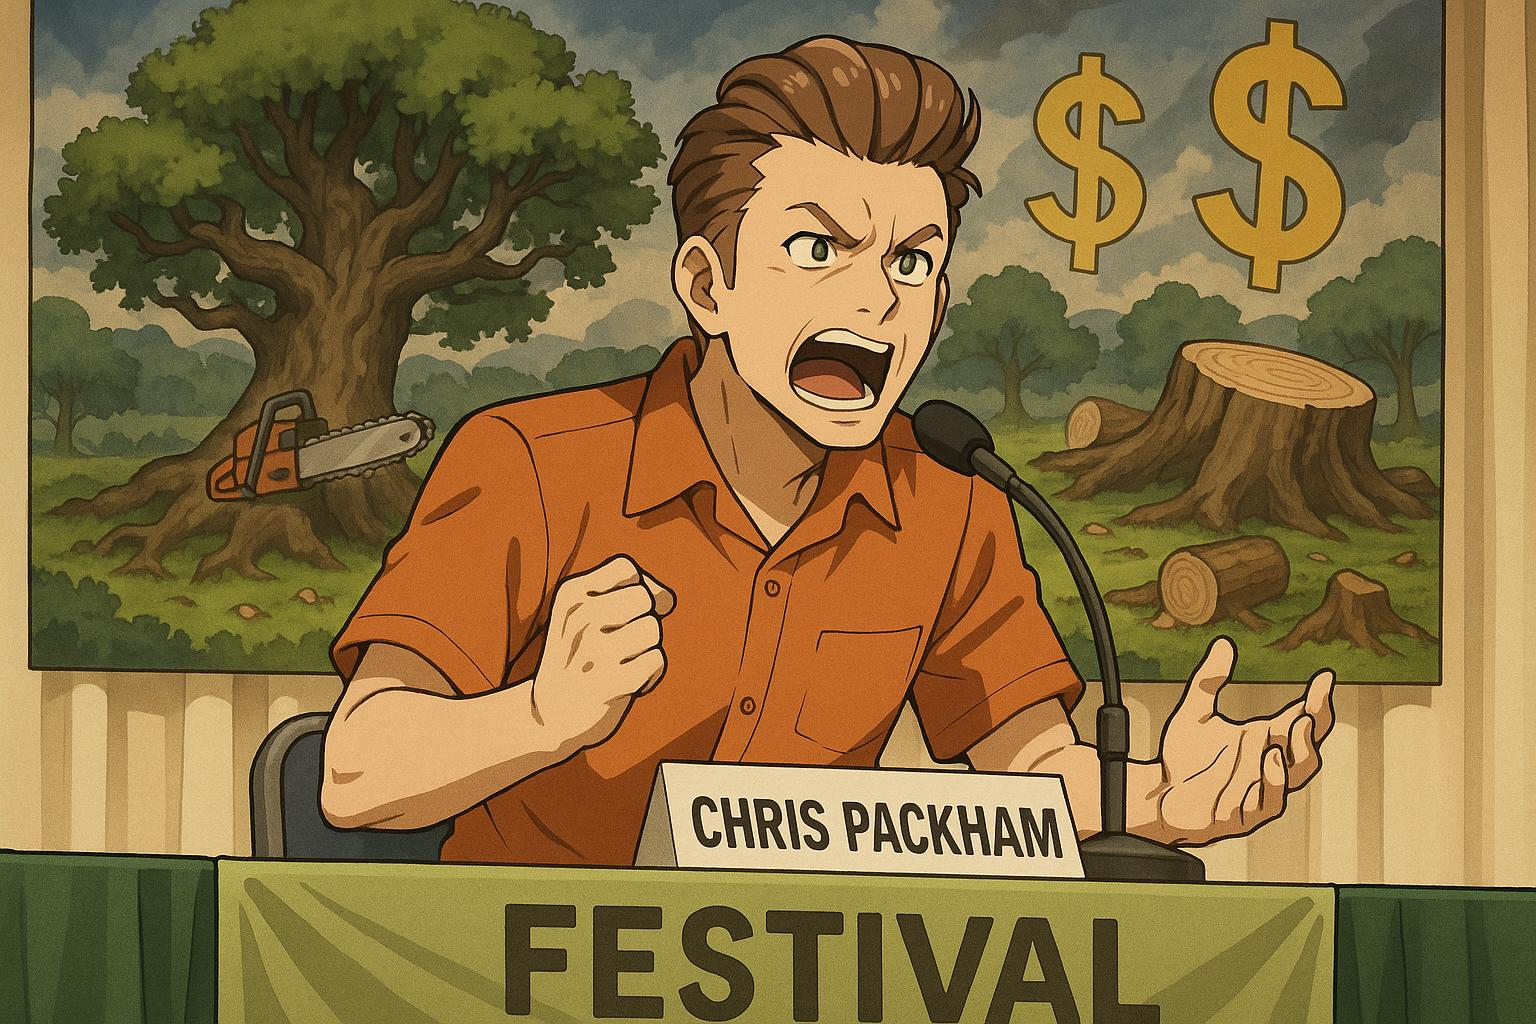 $ $
CHRIS PACKHAM
FESTIVAL